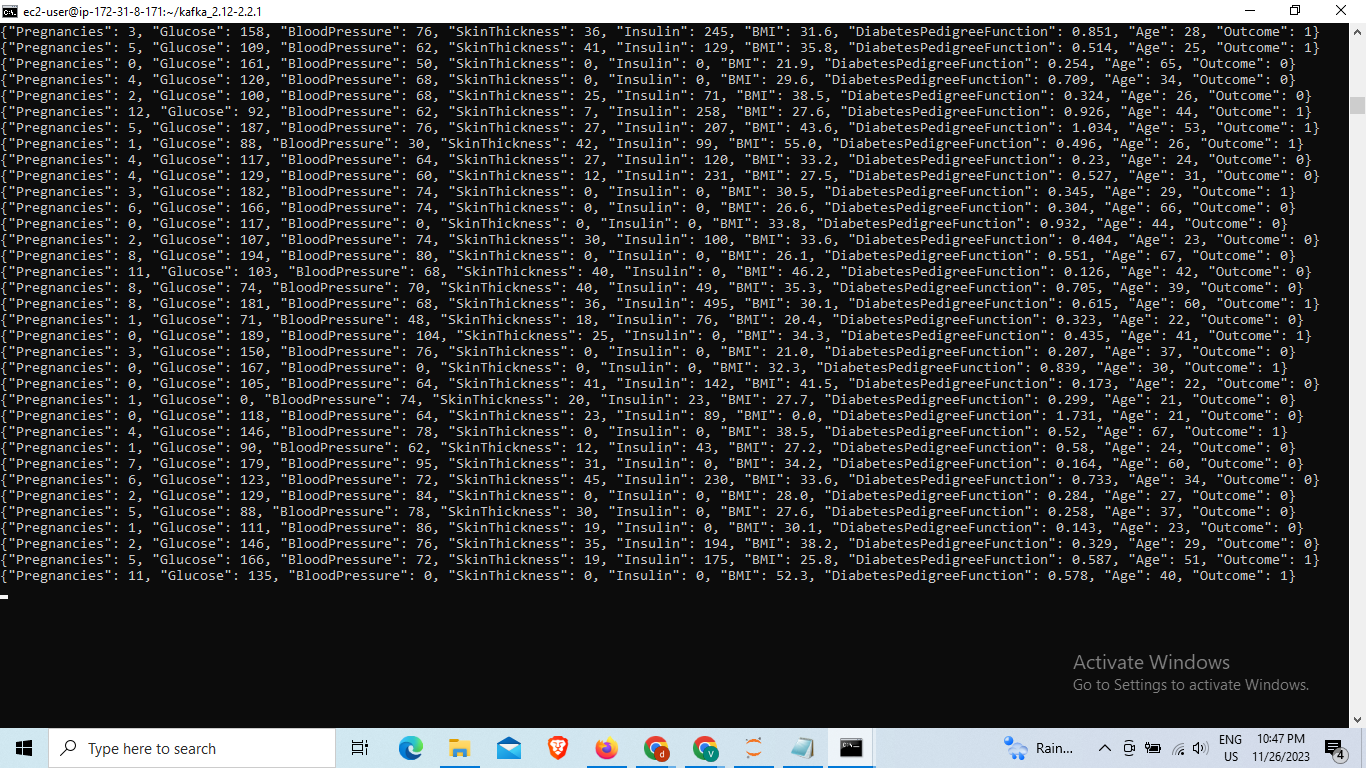 ec2-user@ip-172-31-8-171:~/kafka_2.12-2.2.1
{"Pregnancies": 3, "Glucose": 158, "BloodPressure": 76, "SkinThickness": 36, "Insulin": 245, "BMI": 31.6, "DiabetesPedigreeFunction": 0.851, "Age": 28, "Outcome": 1}
{"Pregnancies": 5, "Glucose": 109, "BloodPressure": 62, "SkinThickness": 41, "Insulin": 129, "BMI": 35.8, "DiabetesPedigreeFunction": 0.514, "Age": 25, "Outcome": 1}
{"Pregnancies": 0, "Glucose": 161, "BloodPressure": 50, "SkinThickness": 0, "Insulin": 0, "BMI": 21.9, "DiabetesPedigreeFunction": 0.254, "Age": 65, "Outcome": 0}
{"Pregnancies": 4, "Glucose": 120, "BloodPressure": 68, "SkinThickness": 0, "Insulin": 0, "BMI": 29.6, "DiabetesPedigreeFunction": 0.709, "Age": 34, "Outcome": 0}
{"Pregnancies": 2, "Glucose": 100, "BloodPressure": 68, "SkinThickness": 25, "Insulin": 71, "BMI": 38.5, "DiabetesPedigreeFunction": 0.324, "Age": 26, "Outcome": 0}
{"Pregnancies": 12, "Glucose": 92, "BloodPressure": 62, "SkinThickness": 7, "Insulin": 258, "BMI": 27.6, "DiabetesPedigreeFunction": 0.926, "Age": 44, "Outcome": 1}
{"Pregnancies": 5, "Glucose": 187, "BloodPressure": 76, "SkinThickness": 27, "Insulin": 207, "BMI": 43.6, "DiabetesPedigreeFunction": 1.034, "Age": 53, "Outcome": 1}
{"Pregnancies": 1, "Glucose": 88, "BloodPressure": 30, "SkinThickness": 42, "Insulin": 99, "BMI": 55.0, "DiabetesPedigreeFunction": 0.496, "Age": 26, "Outcome": 1}
{"Pregnancies": 4, "Glucose": 117, "BloodPressure": 64, "SkinThickness": 27, "Insulin": 120, "BMI": 33.2, "DiabetesPedigreeFunction": 0.23, "Age": 24, "Outcome": 0}
{"Pregnancies": 4, "Glucose": 129, "BloodPressure": 60, "SkinThickness": 12, "Insulin": 231, "BMI": 27.5, "DiabetesPedigreeFunction": 0.527, "Age": 31, "Outcome": 0}
{"Pregnancies": 3, "Glucose": 182, "BloodPressure": 74, "SkinThickness": 0, "Insulin": 0, "BMI": 30.5, "DiabetesPedigreeFunction": 0.345, "Age": 29, "Outcome": 1}
{"Pregnancies": 6, "Glucose": 166, "BloodPressure": 74, "SkinThickness": 0, "Insulin": 0, "BMI": 26.6, "DiabetesPedigreeFunction": 0.304, "Age": 66, "Outcome": 0}
{"Pregnancies": 0, "Glucose": 117, "BloodPressure": 0, "SkinThickness": 0, "Insulin": 0, "BMI": 33.8, "DiabetesPedigreeFunction": 0.932, "Age": 44, "Outcome": 0}
{"Pregnancies": 2, "Glucose": 107, "BloodPressure": 74, "SkinThickness": 30, "Insulin": 100, "BMI": 33.6, "DiabetesPedigreeFunction": 0.404, "Age": 23, "Outcome": 0}
{"Pregnancies": 8, "Glucose": 194, "BloodPressure": 80, "SkinThickness": 0, "Insulin": 0, "BMI": 26.1, "DiabetesPedigreeFunction": 0.551, "Age": 67, "Outcome": 0}
{"Pregnancies": 11, "Glucose": 103, "BloodPressure": 68, "SkinThickness": 40, "Insulin": 0, "BMI": 46.2, "DiabetesPedigreeFunction": 0.126, "Age": 42, "Outcome": 0}
{"Pregnancies": 8, "Glucose": 74, "BloodPressure": 70, "SkinThickness": 40, "Insulin": 49, "BMI": 35.3, "DiabetesPedigreeFunction": 0.705, "Age": 39, "Outcome": 0}
{"Pregnancies": 8, "Glucose": 181, "BloodPressure": 68, "SkinThickness": 36, "Insulin": 495, "BMI": 30.1, "DiabetesPedigreeFunction": 0.615, "Age": 60, "Outcome": 1}
{"Pregnancies": 1, "Glucose": 71, "BloodPressure": 48, "SkinThickness": 18, "Insulin": 76, "BMI": 20.4, "DiabetesPedigreeFunction": 0.323, "Age": 22, "Outcome": 0}
{"Pregnancies": 0, "Glucose": 189, "BloodPressure": 104, "SkinThickness": 25, "Insulin": 0, "BMI": 34.3, "DiabetesPedigreeFunction": 0.435, "Age": 41, "Outcome": 1}
{"Pregnancies": 3, "Glucose": 150, "BloodPressure": 76, "SkinThickness": 0, "Insulin": 0, "BMI": 21.0, "DiabetesPedigreeFunction": 0.207, "Age": 37, "Outcome": 0}
{"Pregnancies": 0, "Glucose": 167, "BloodPressure": 0, "SkinThickness": 0, "Insulin": 0, "BMI": 32.3, "DiabetesPedigreeFunction": 0.839, "Age": 30, "Outcome": 1}
{"Pregnancies": 0, "Glucose": 105, "BloodPressure": 64, "SkinThickness": 41, "Insulin": 142, "BMI": 41.5, "DiabetesPedigreeFunction": 0.173, "Age": 22, "Outcome": 0}
{"Pregnancies": 1, "Glucose": 0, "BloodPressure": 74, "SkinThickness": 20, "Insulin": 23, "BMI": 27.7, "DiabetesPedigreeFunction": 0.299, "Age": 21, "Outcome": 0}
{"Pregnancies": 0, "Glucose": 118, "BloodPressure": 64, "SkinThickness": 23, "Insulin": 89, "BMI": 0.0, "DiabetesPedigreeFunction": 1.731, "Age": 21, "Outcome": 0}
{"Pregnancies": 4, "Glucose": 146, "BloodPressure": 78, "SkinThickness": 0, "Insulin": 0, "BMI": 38.5, "DiabetesPedigreeFunction": 0.52, "Age": 67, "Outcome": 1}
{"Pregnancies": 1, "Glucose": 90, "BloodPressure": 62, "SkinThickness": 12, "Insulin": 43, "BMI": 27.2, "DiabetesPedigreeFunction": 0.58, "Age": 24, "Outcome": 0}
{"Pregnancies": 7, "Glucose": 179, "BloodPressure": 95, "SkinThickness": 31, "Insulin": 0, "BMI": 34.2, "DiabetesPedigreeFunction": 0.164, "Age": 60, "Outcome": 0}
{"Pregnancies": 6, "Glucose": 123, "BloodPressure": 72, "SkinThickness": 45, "Insulin": 230, "BMI": 33.6, "DiabetesPedigreeFunction": 0.733, "Age": 34, "Outcome": 0}
{"Pregnancies": 2, "Glucose": 129, "BloodPressure": 84, "SkinThickness": 0, "Insulin": 0, "BMI": 28.0, "DiabetesPedigreeFunction": 0.284, "Age": 27, "Outcome": 0}
{"Pregnancies": 5, "Glucose": 88, "BloodPressure": 78, "SkinThickness": 30, "Insulin": 0, "BMI": 27.6, "DiabetesPedigreeFunction": 0.258, "Age": 37, "Outcome": 0}
{"Pregnancies": 1, "Glucose": 111, "BloodPressure": 86, "SkinThickness": 19, "Insulin": 0, "BMI": 30.1, "DiabetesPedigreeFunction": 0.143, "Age": 23, "Outcome": 0}
{"Pregnancies": 2, "Glucose": 146, "BloodPressure": 76, "SkinThickness": 35, "Insulin": 194, "BMI": 38.2, "DiabetesPedigreeFunction": 0.329, "Age": 29, "Outcome": 0}
{"Pregnancies": 5, "Glucose": 166, "BloodPressure": 72, "SkinThickness": 19, "Insulin": 175, "BMI": 25.8, "DiabetesPedigreeFunction": 0.587, "Age": 51, "Outcome": 1}
{"Pregnancies": 11, "Glucose": 135, "BloodPressure": 0, "SkinThickness": 0, "Insulin": 0, "BMI": 52.3, "DiabetesPedigreeFunction": 0.578, "Age": 40, "Outcome": 1}
Activate Windows
Go to Settings to activate Windows.
Type here to search
d
V
Rain...
ENG
US
10:47 PM
11/26/2023
4